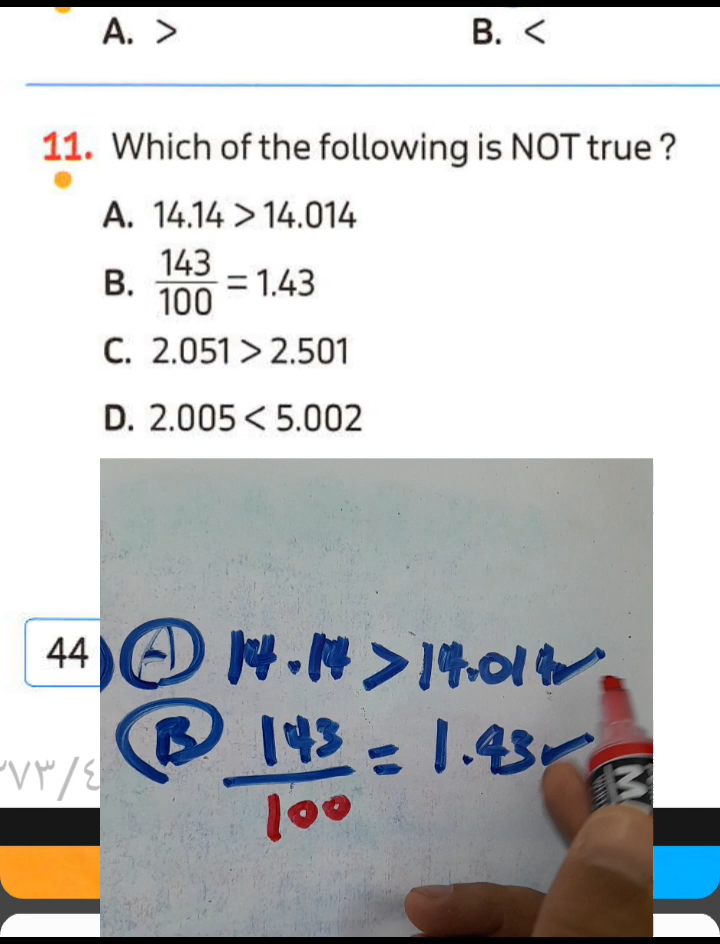 A. >
B. <
11. Which of the following is NOT true ?
A. 14.14 > 14.014
B. 143/100 = 1.43
C. 2.051 > 2.501
D. 2.005 < 5.002
44
A 14.14 > 14.014 ✓
B 143/100 = 1.43 ✓